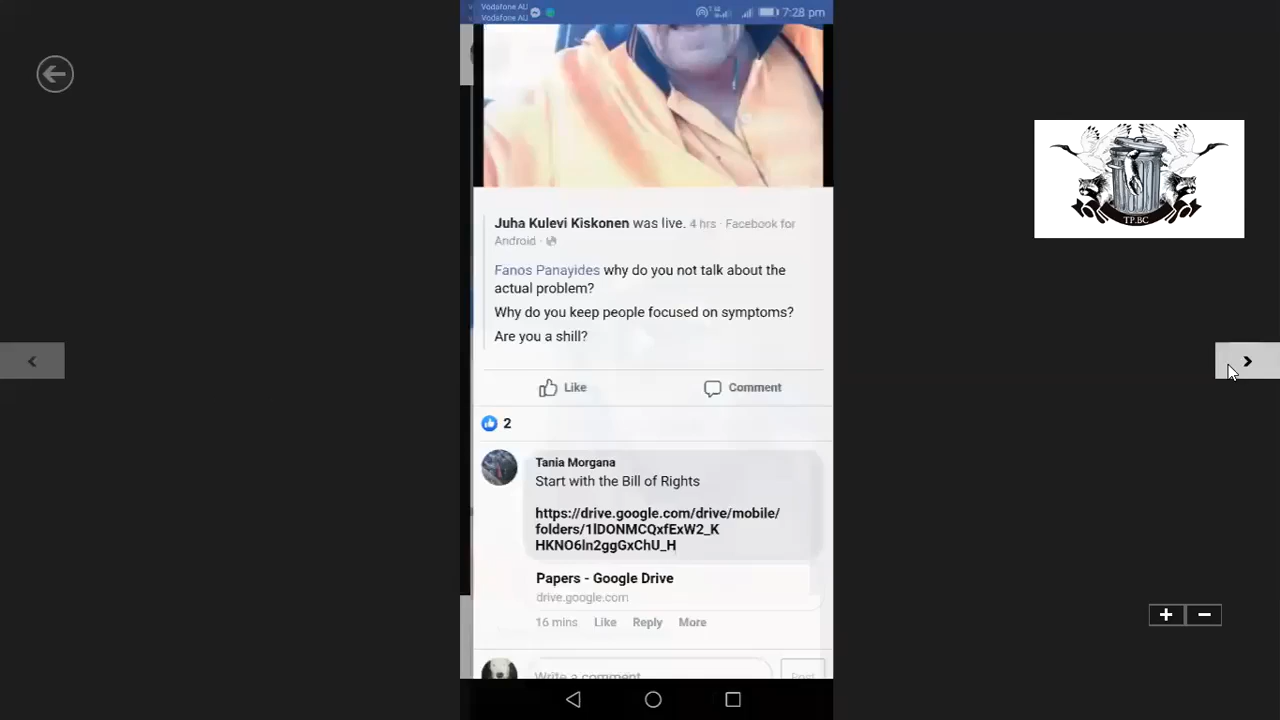 Vodafone AU
Vodafone AU
7:28 pm
Juha Kulevi Kiskonen was live. 4 hrs · Facebook for
Android ·
Fanos Panayides why do you not talk about the
actual problem?
Why do you keep people focused on symptoms?
Are you a shill?
Like
Comment
2
Tania Morgana
Start with the Bill of Rights
https://drive.google.com/drive/mobile/
folders/1lDONMCQxfExW2_K
HKNO6ln2ggGxChU_H
Papers - Google Drive
drive.google.com
16 mins Like Reply More
Write a comment
Post
TP.BC